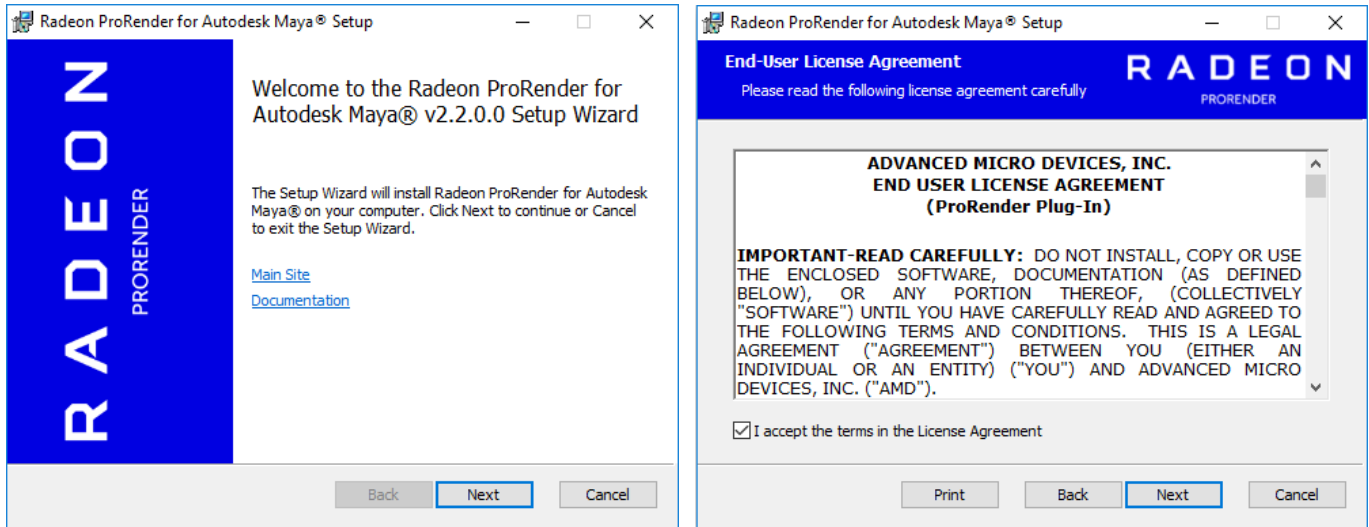 Radeon ProRender for Autodesk Maya® Setup
RADEON
PRORENDER
Welcome to the Radeon ProRender for
Autodesk Maya® v2.2.0.0 Setup Wizard
The Setup Wizard will install Radeon ProRender for Autodesk
Maya® on your computer. Click Next to continue or Cancel
to exit the Setup Wizard.
Main Site
Documentation
Back
Next
Cancel
Radeon ProRender for Autodesk Maya® Setup
End-User License Agreement
Please read the following license agreement carefully
RADEON
PRORENDER
ADVANCED MICRO DEVICES, INC.
END USER LICENSE AGREEMENT
(ProRender Plug-In)
IMPORTANT-READ CAREFULLY: DO NOT INSTALL, COPY OR USE
THE ENCLOSED SOFTWARE, DOCUMENTATION (AS DEFINED
BELOW), OR ANY PORTION THEREOF, (COLLECTIVELY
"SOFTWARE") UNTIL YOU HAVE CAREFULLY READ AND AGREED TO
THE FOLLOWING TERMS AND CONDITIONS. THIS IS A LEGAL
AGREEMENT ("AGREEMENT") BETWEEN YOU (EITHER AN
INDIVIDUAL OR AN ENTITY) ("YOU") AND ADVANCED MICRO
DEVICES, INC. ("AMD").
I accept the terms in the License Agreement
Print
Back
Next
Cancel